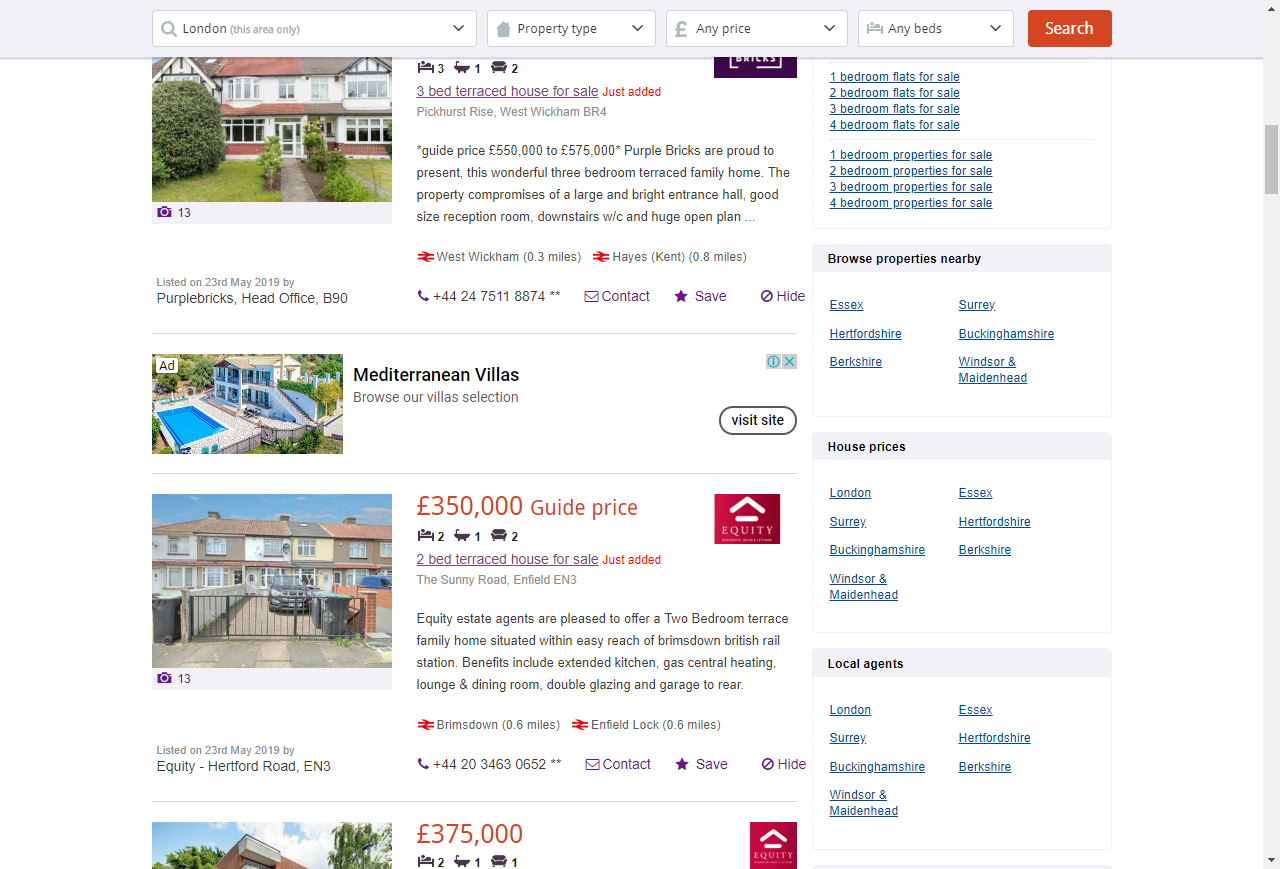 London (this area only)
Property type
Any price
Any beds
Search
BRICKS
3 1 2
3 bed terraced house for sale Just added
Pickhurst Rise, West Wickham BR4
*guide price £550,000 to £575,000* Purple Bricks are proud to
present, this wonderful three bedroom terraced family home. The
property compromises of a large and bright entrance hall, good
size reception room, downstairs w/c and huge open plan ...
13
West Wickham (0.3 miles) Hayes (Kent) (0.8 miles)
Listed on 23rd May 2019 by
Purplebricks, Head Office, B90
+44 24 7511 8874 ** Contact Save Hide
Ad
Mediterranean Villas
Browse our villas selection
visit site
£350,000 Guide price
EQUITY
2 1 2
2 bed terraced house for sale Just added
The Sunny Road, Enfield EN3
Equity estate agents are pleased to offer a Two Bedroom terrace
family home situated within easy reach of brimsdown british rail
station. Benefits include extended kitchen, gas central heating,
lounge & dining room, double glazing and garage to rear.
13
Brimsdown (0.6 miles) Enfield Lock (0.6 miles)
Listed on 23rd May 2019 by
Equity - Hertford Road, EN3
+44 20 3463 0652 ** Contact Save Hide
£375,000
EQUITY
2 1 1
1 bedroom flats for sale
2 bedroom flats for sale
3 bedroom flats for sale
4 bedroom flats for sale
1 bedroom properties for sale
2 bedroom properties for sale
3 bedroom properties for sale
4 bedroom properties for sale
Browse properties nearby
Essex Surrey
Hertfordshire Buckinghamshire
Berkshire Windsor &
Maidenhead
House prices
London Essex
Surrey Hertfordshire
Buckinghamshire Berkshire
Windsor &
Maidenhead
Local agents
London Essex
Surrey Hertfordshire
Buckinghamshire Berkshire
Windsor &
Maidenhead